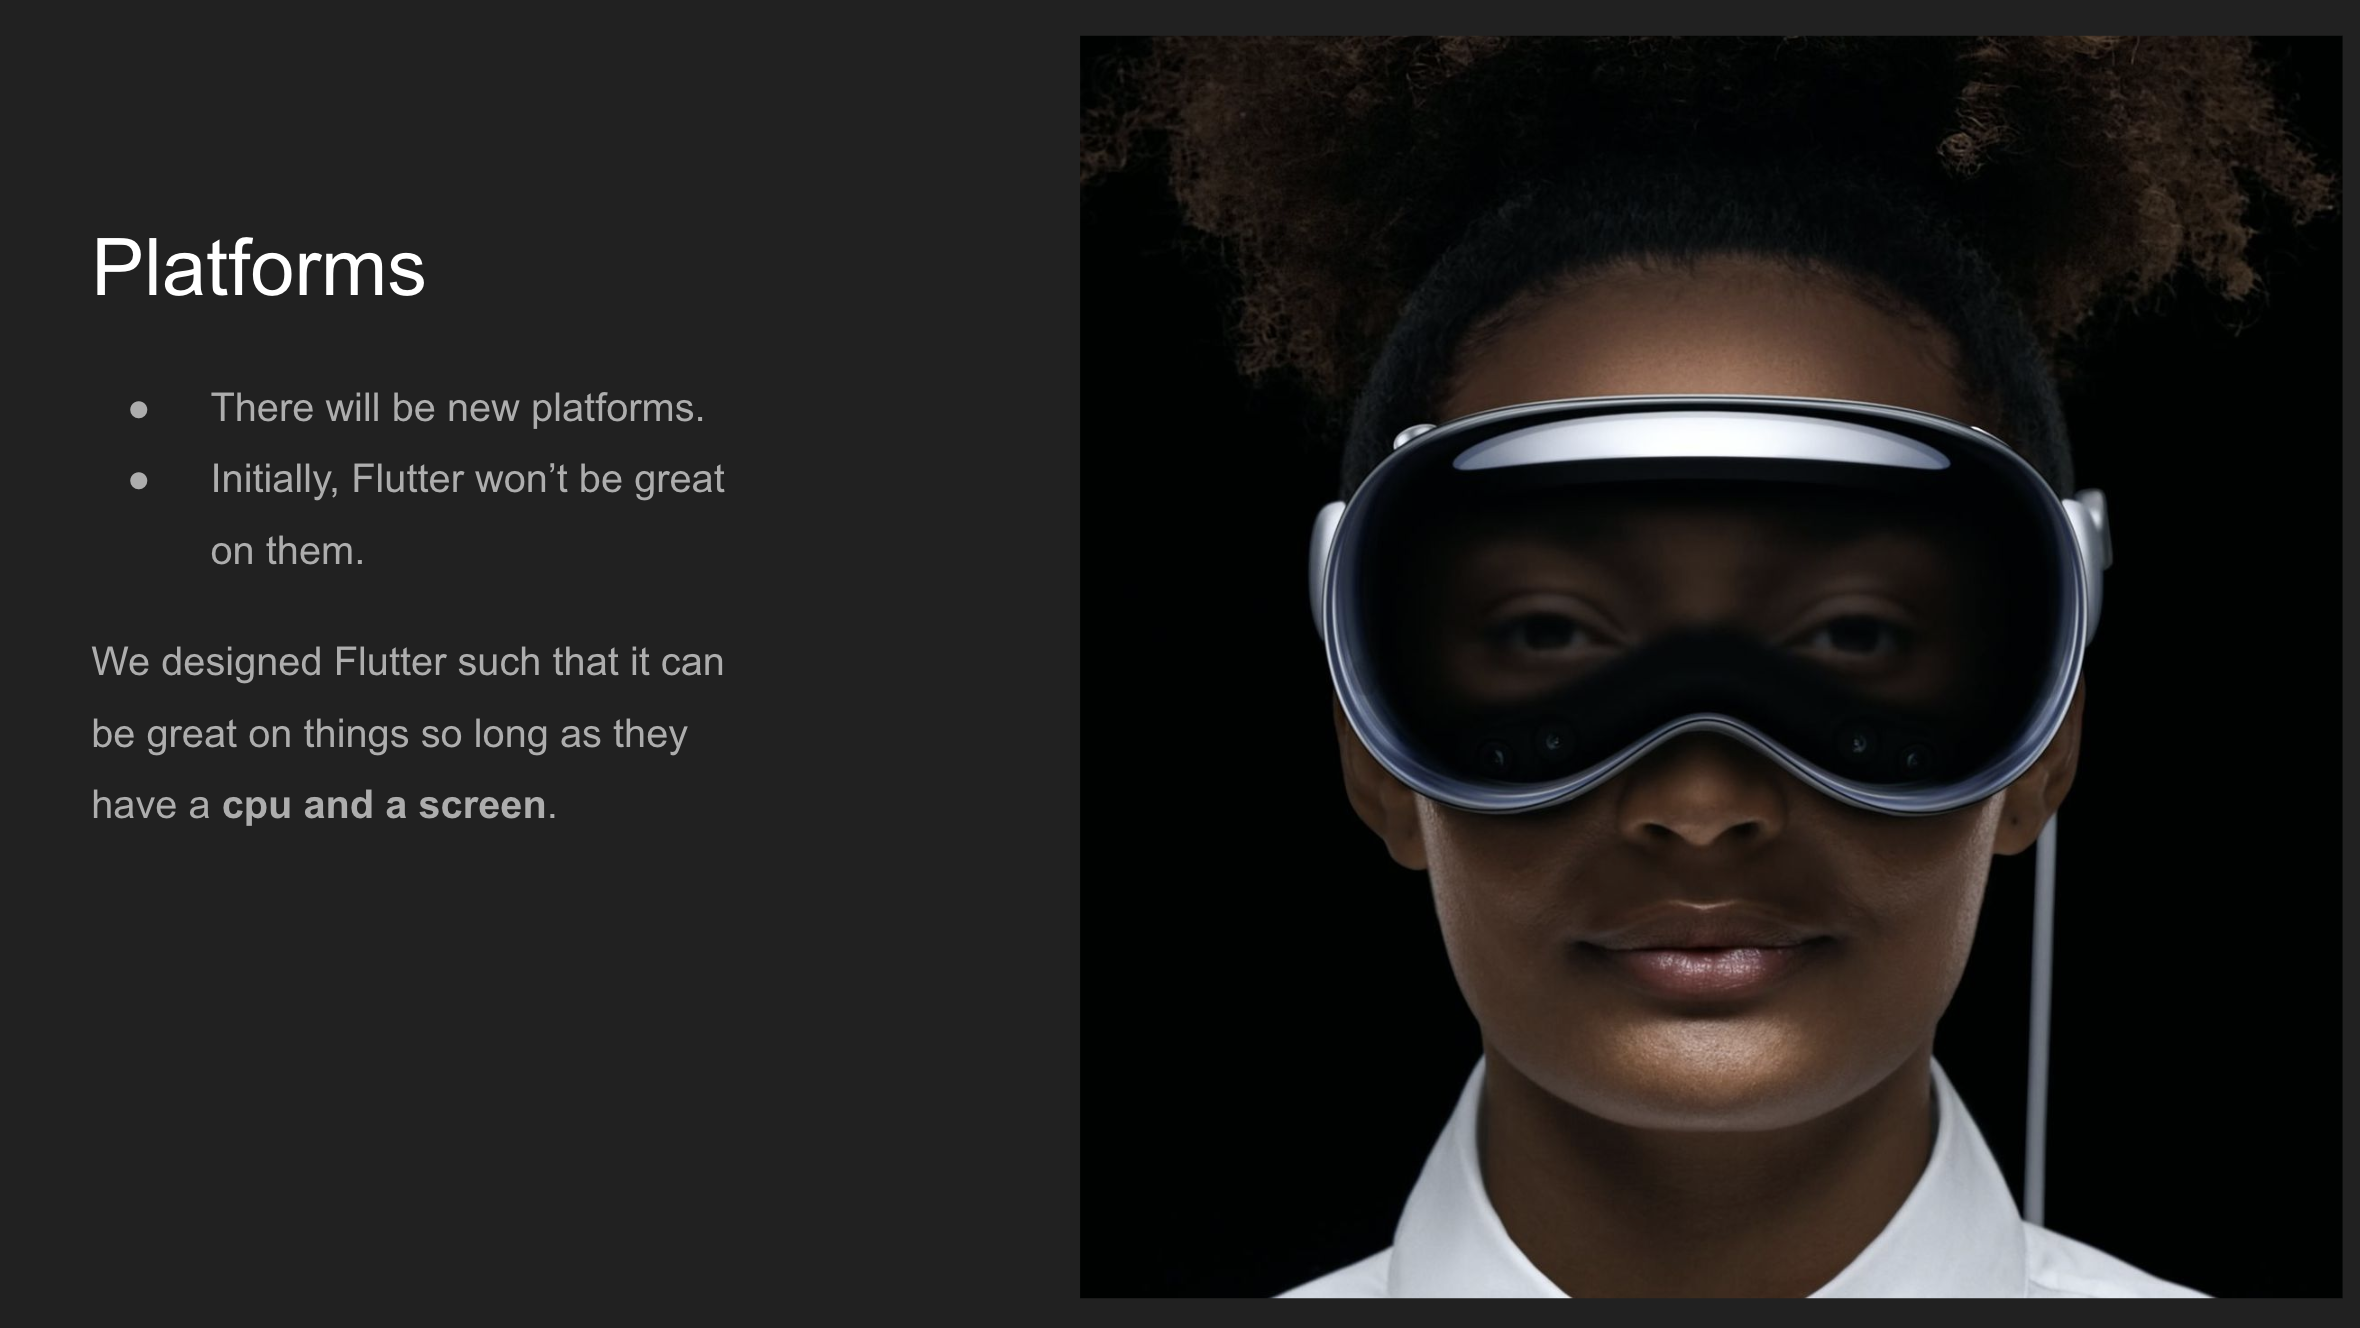 Platforms
● There will be new platforms.
● Initially, Flutter won’t be great
on them.
We designed Flutter such that it can
be great on things so long as they
have a cpu and a screen.